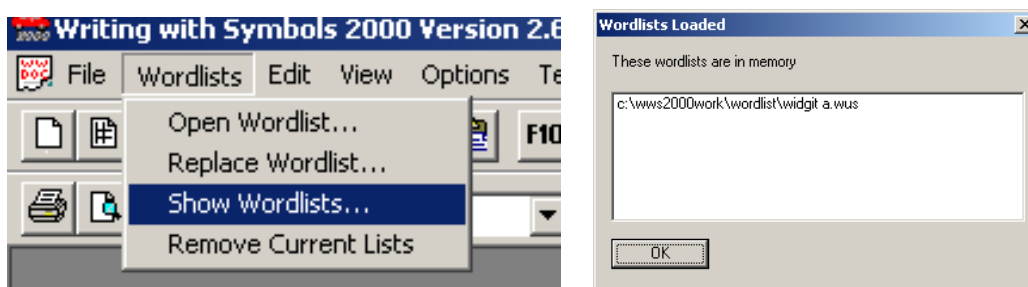 Writing with Symbols 2000 Version 2.6
File Wordlists Edit View Options Te
Open Wordlist...
F10
Replace Wordlist...
Show Wordlists...
Remove Current Lists
Wordlists Loaded
These wordlists are in memory
c:\wws2000work\wordlist\widgit a.wus
OK